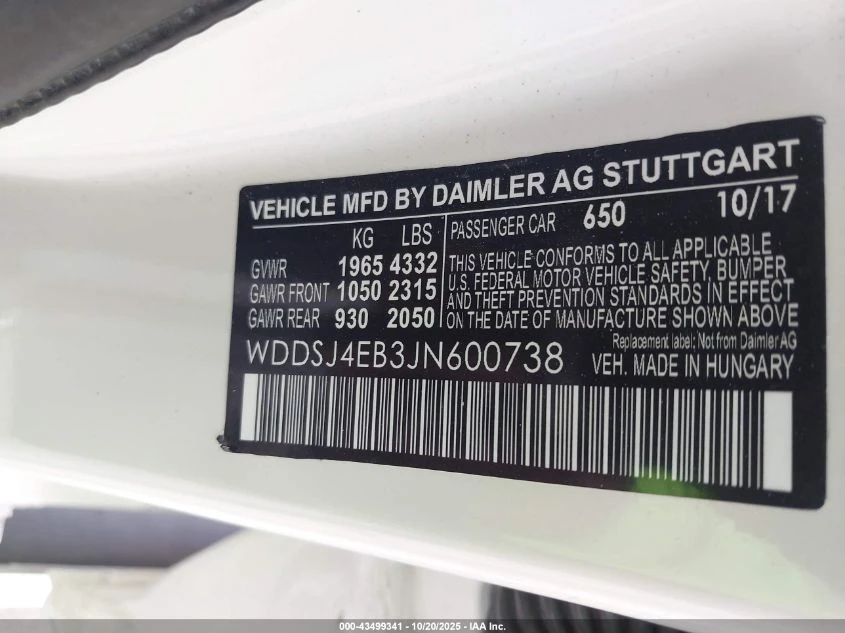 VEHICLE MFD BY DAIMLER AG STUTTGART
KG LBS
GVWR 1965 4332
GAWR FRONT 1050 2315
GAWR REAR 930 2050
PASSENGER CAR 650 10/17
THIS VEHICLE CONFORMS TO ALL APPLICABLE
U.S. FEDERAL MOTOR VEHICLE SAFETY, BUMPER
AND THEFT PREVENTION STANDARDS IN EFFECT
ON THE DATE OF MANUFACTURE SHOWN ABOVE
Replacement label; Not from Daimler AG
WDDSJ4EB3JN600738 VEH. MADE IN HUNGARY
000-43499341 - 10/20/2025 - IAA Inc.